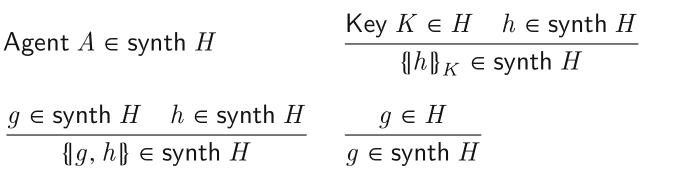 Agent A ∈ synth H
Key K ∈ H h ∈ synth H
⦃h⦄_K ∈ synth H
g ∈ synth H h ∈ synth H
⦃g, h⦄ ∈ synth H
g ∈ H
g ∈ synth H